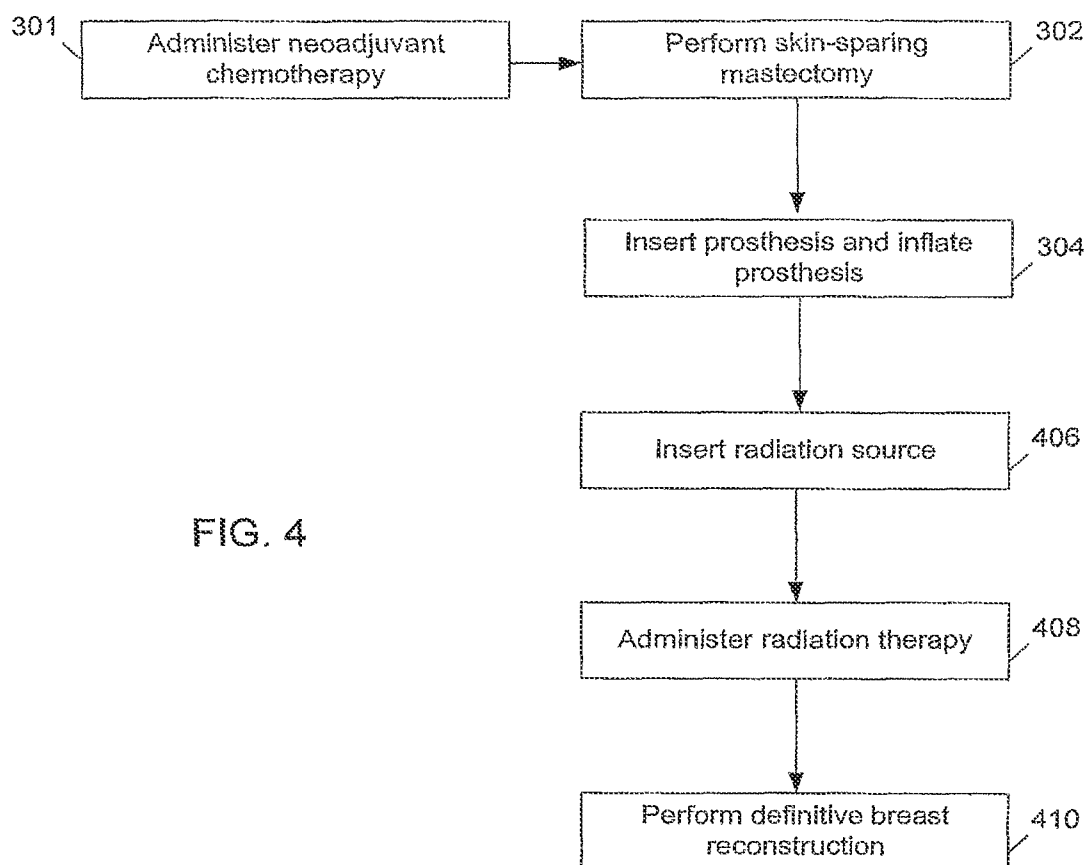 301
Administer neoadjuvant
chemotherapy
Perform skin-sparing
mastectomy
302
Insert prosthesis and inflate
prosthesis
304
Insert radiation source
406
FIG. 4
Administer radiation therapy
408
Perform definitive breast
reconstruction
410